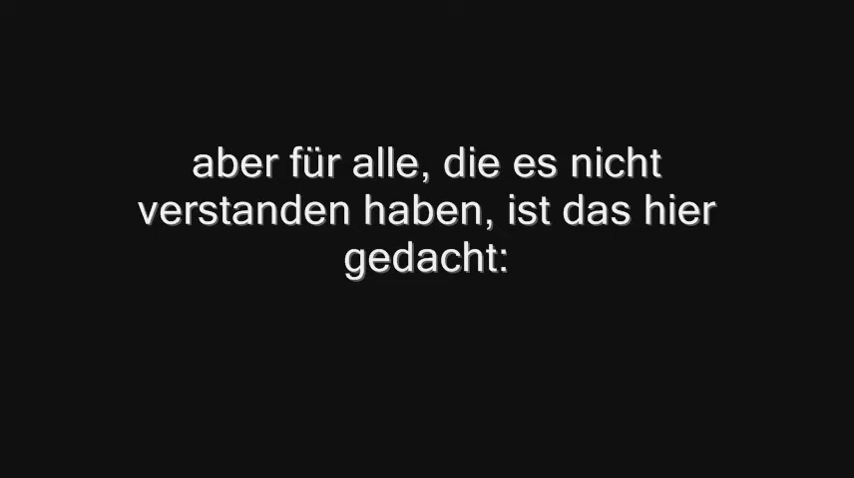 aber für alle, die es nicht
verstanden haben, ist das hier
gedacht: